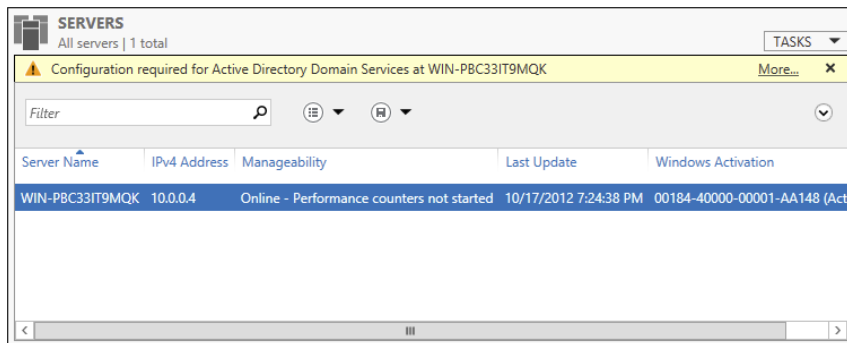 SERVERS
All servers | 1 total
TASKS
Configuration required for Active Directory Domain Services at WIN-PBC33IT9MQK More...
Filter
Server Name IPv4 Address Manageability Last Update Windows Activation
WIN-PBC33IT9MQK 10.0.0.4 Online - Performance counters not started 10/17/2012 7:24:38 PM 00184-40000-00001-AA148 (Act